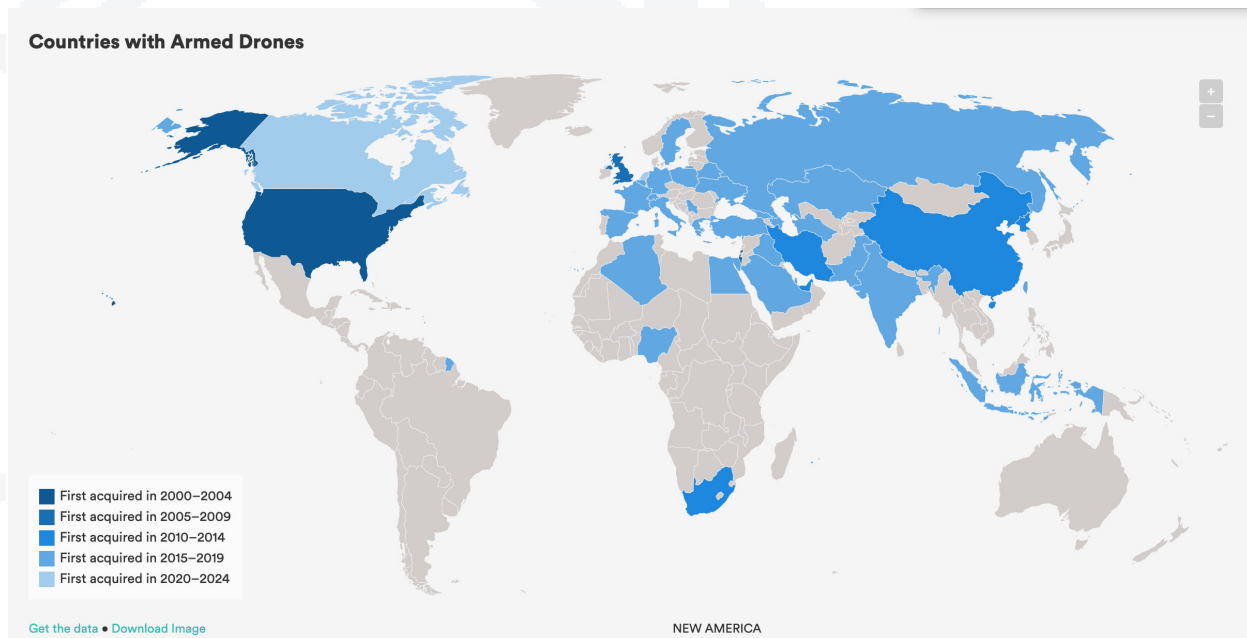 Countries with Armed Drones
+
−
First acquired in 2000–2004
First acquired in 2005–2009
First acquired in 2010–2014
First acquired in 2015–2019
First acquired in 2020–2024
Get the data • Download Image
NEW AMERICA